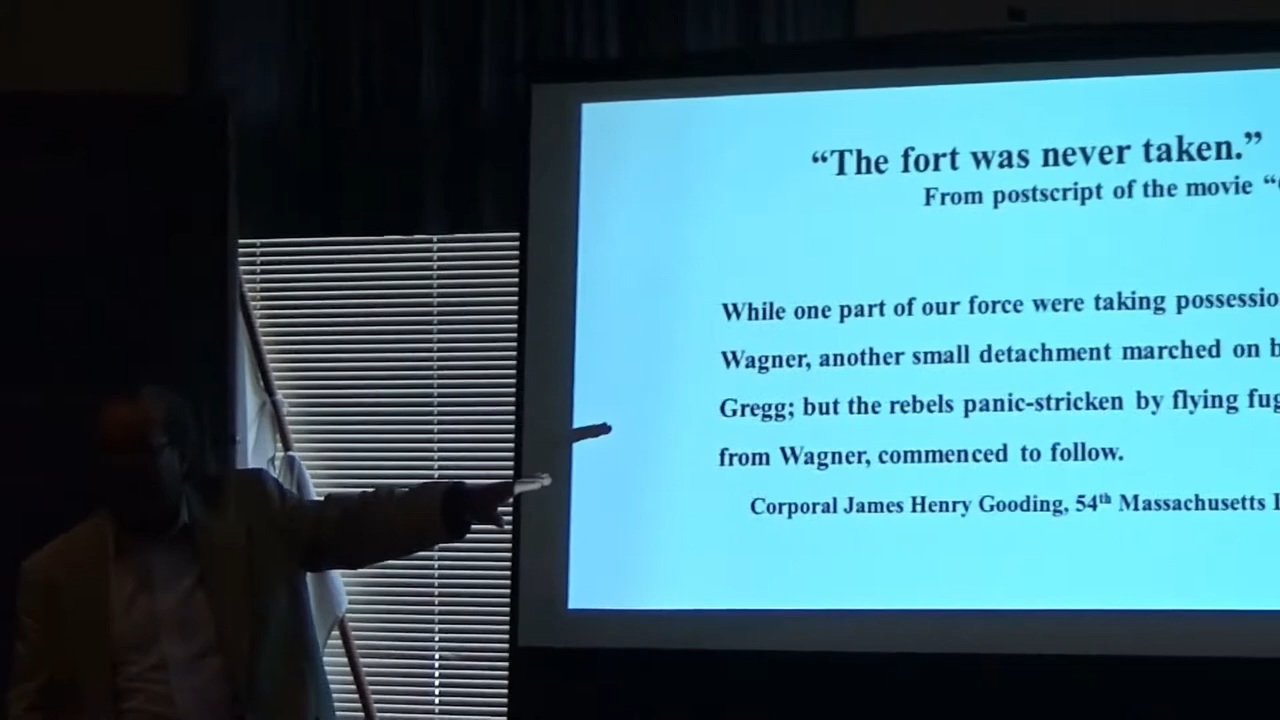 “The fort was never taken.”
From postscript of the movie “
While one part of our force were taking
Wagner, another small detachment marched on
Gregg; but the rebels panic-stricken by flying
from Wagner, commenced to follow.
Corporal James Henry Gooding, 54th Massachusetts